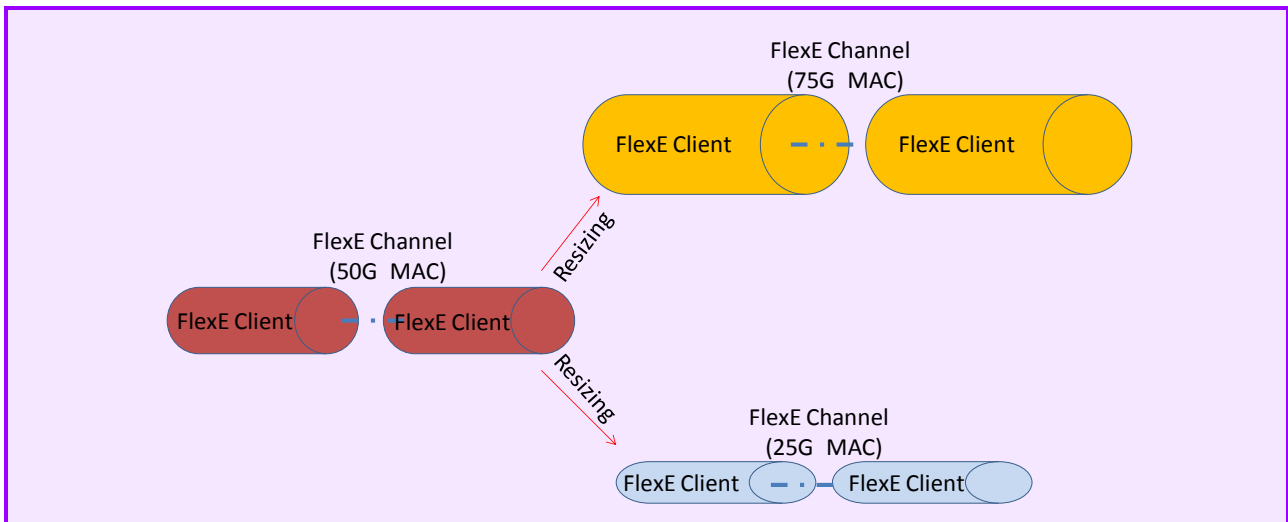 FlexE Channel
(75G MAC)
FlexE Client
FlexE Client
Resizing
FlexE Channel
(50G MAC)
FlexE Client
FlexE Client
Resizing
FlexE Channel
(25G MAC)
FlexE Client
FlexE Client